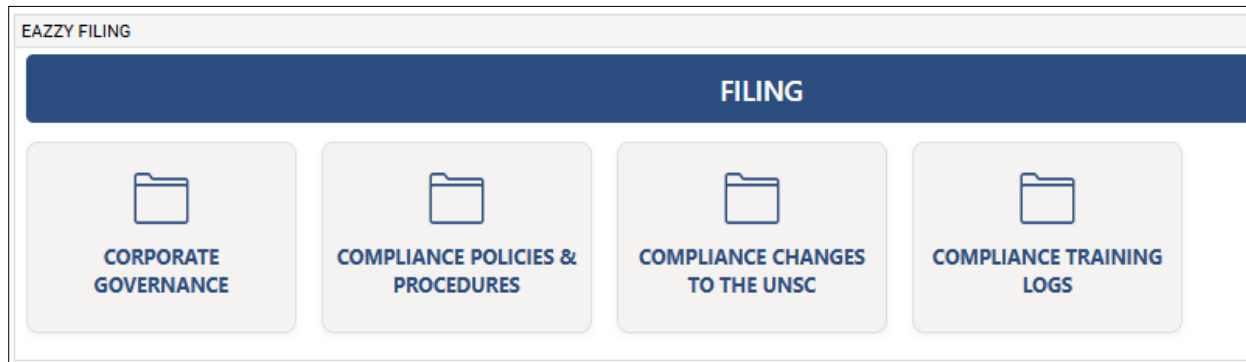 EAZZY FILING
FILING
CORPORATE
GOVERNANCE
COMPLIANCE POLICIES &
PROCEDURES
COMPLIANCE CHANGES
TO THE UNSC
COMPLIANCE TRAINING
LOGS